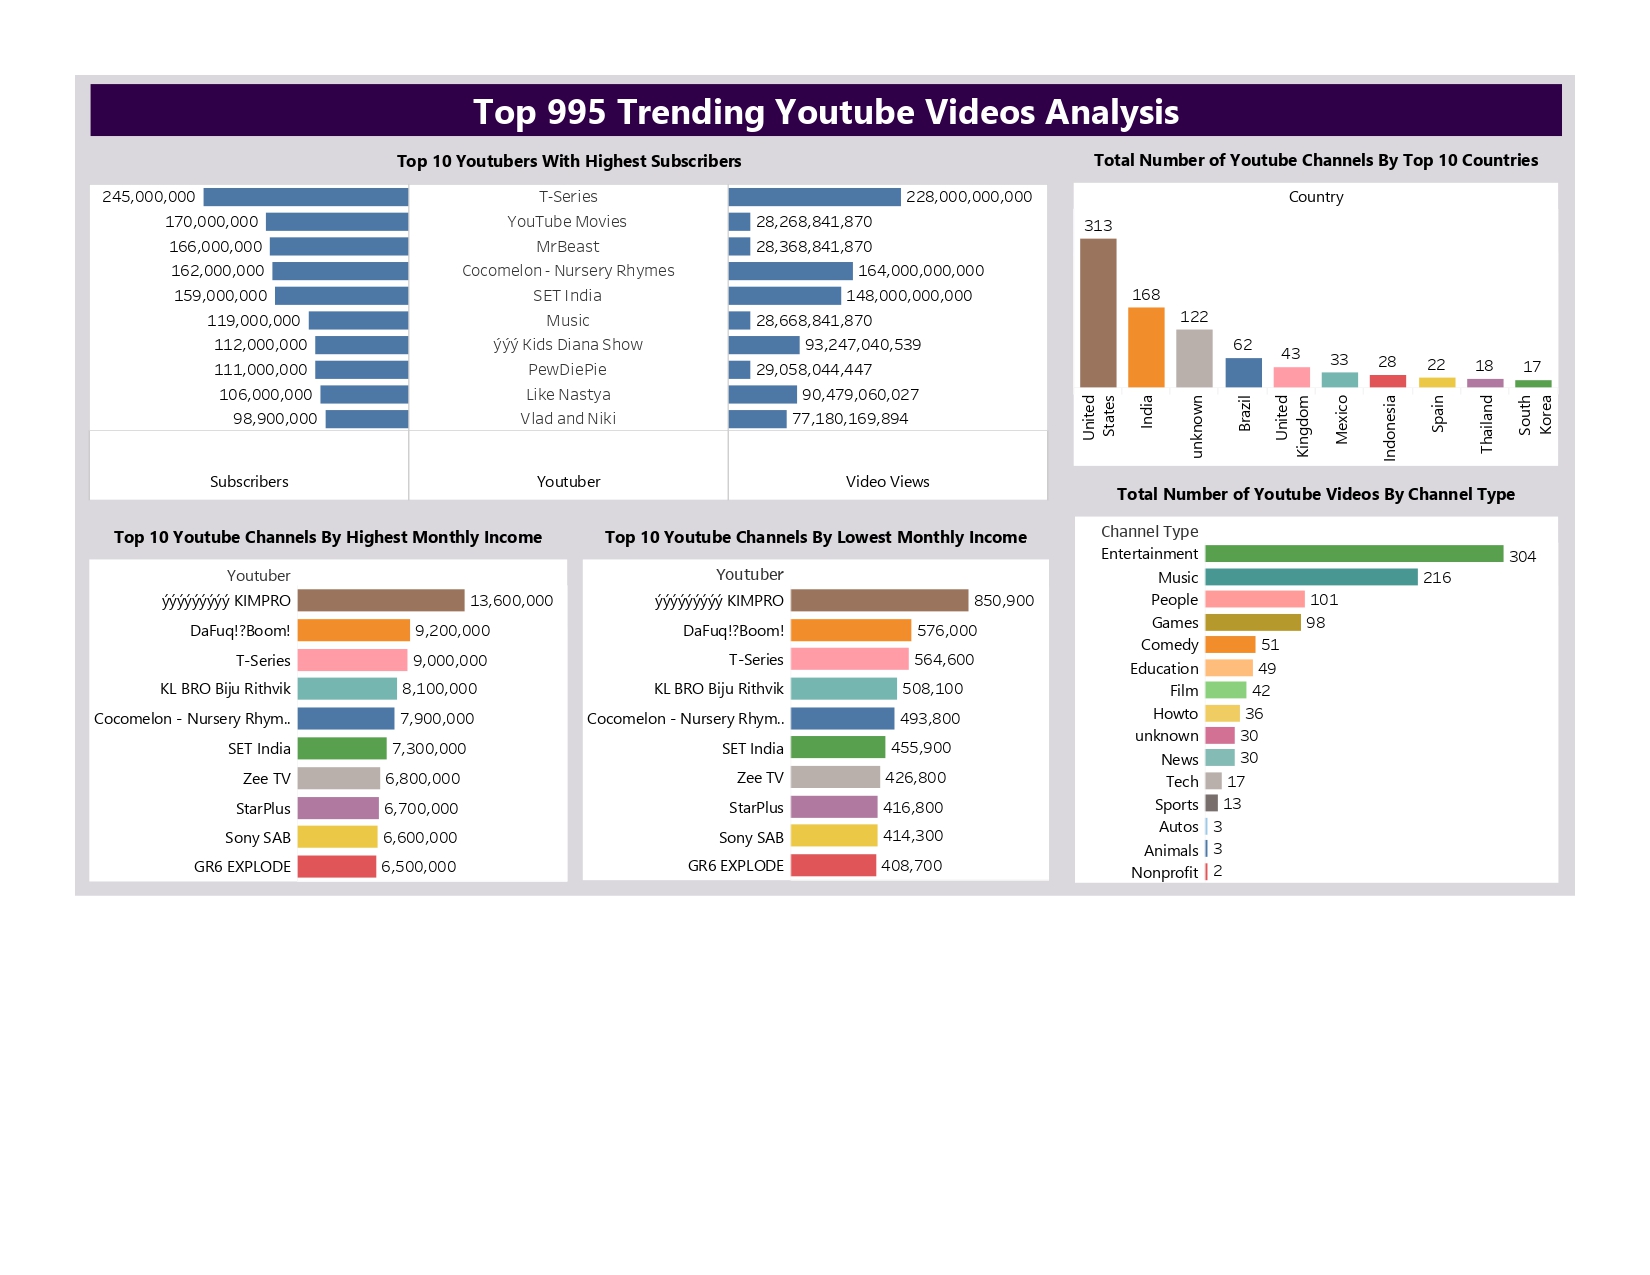 Top 995 Trending Youtube Videos Analysis
Top 10 Youtubers With Highest Subscribers
245,000,000 T-Series 228,000,000,000
170,000,000 YouTube Movies 28,268,841,870
166,000,000 MrBeast 28,368,841,870
162,000,000 Cocomelon - Nursery Rhymes 164,000,000,000
159,000,000 SET India 148,000,000,000
119,000,000 Music 28,668,841,870
112,000,000 ýýý Kids Diana Show 93,247,040,539
111,000,000 PewDiePie 29,058,044,447
106,000,000 Like Nastya 90,479,060,027
98,900,000 Vlad and Niki 77,180,169,894
Subscribers Youtuber Video Views
Total Number of Youtube Channels By Top 10 Countries
Country
313 168 122 62 43 33 28 22 18 17
United States
India
unknown
Brazil
United Kingdom
Mexico
Indonesia
Spain
Thailand
South Korea
Top 10 Youtube Channels By Highest Monthly Income
Youtuber
ýýýýýýýýý KIMPRO 13,600,000
DaFuq!?Boom! 9,200,000
T-Series 9,000,000
KL BRO Biju Rithvik 8,100,000
Cocomelon - Nursery Rhym.. 7,900,000
SET India 7,300,000
Zee TV 6,800,000
StarPlus 6,700,000
Sony SAB 6,600,000
GR6 EXPLODE 6,500,000
Top 10 Youtube Channels By Lowest Monthly Income
Youtuber
ýýýýýýýýý KIMPRO 850,900
DaFuq!?Boom! 576,000
T-Series 564,600
KL BRO Biju Rithvik 508,100
Cocomelon - Nursery Rhym.. 493,800
SET India 455,900
Zee TV 426,800
StarPlus 416,800
Sony SAB 414,300
GR6 EXPLODE 408,700
Total Number of Youtube Videos By Channel Type
Channel Type
Entertainment 304
Music 216
People 101
Games 98
Comedy 51
Education 49
Film 42
Howto 36
unknown 30
News 30
Tech 17
Sports 13
Autos 3
Animals 3
Nonprofit 2